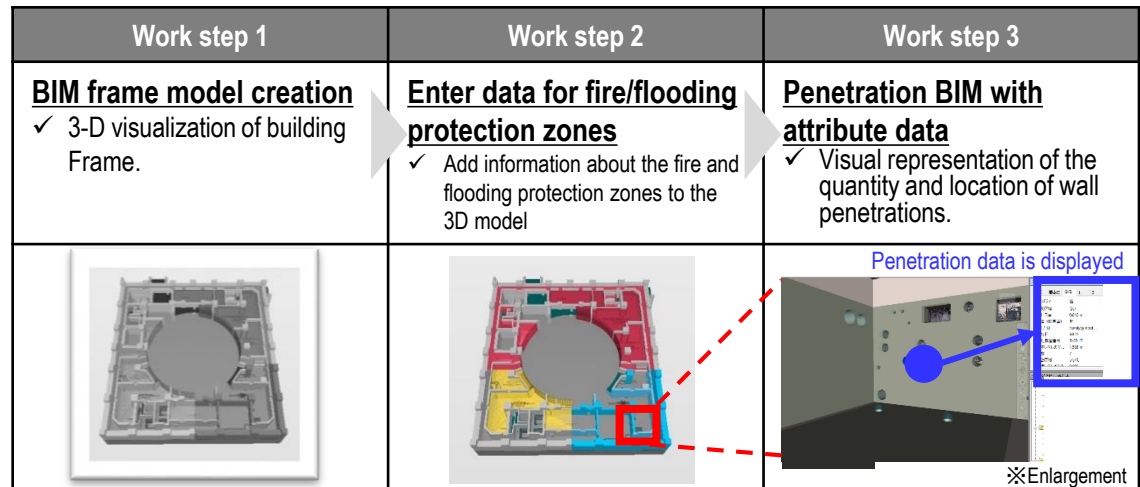 Work step 1
Work step 2
Work step 3
BIM frame model creation
✓ 3-D visualization of building
Frame.
Enter data for fire/flooding
protection zones
✓ Add information about the fire and
flooding protection zones to the
3D model
Penetration BIM with
attribute data
✓ Visual representation of the
quantity and location of wall
penetrations.
Penetration data is displayed
※Enlargement